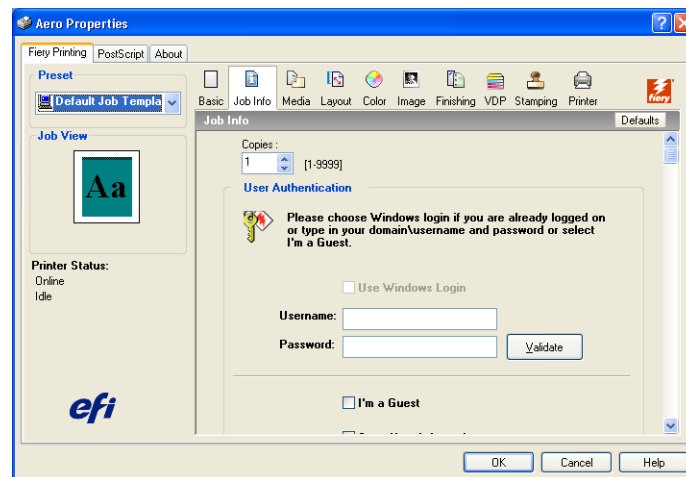 Aero Properties
Fiery Printing PostScript About
Preset
Default Job Templa
Job View
Aa
Printer Status:
Online
Idle
efi
Basic Job Info Media Layout Color Image Finishing VDP Stamping Printer
fiery
Job Info
Defaults
Copies :
1 [1-9999]
User Authentication
Please choose Windows login if you are already logged on
or type in your domain\username and password or select
I'm a Guest.
Use Windows Login
Username:
Password:
Validate
I'm a Guest
OK Cancel Help